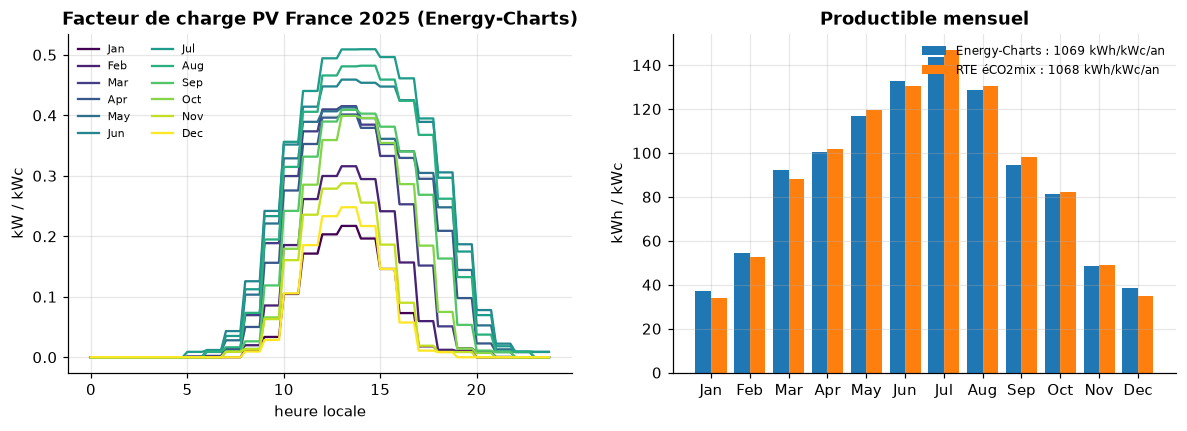 Facteur de charge PV France 2025 (Energy-Charts)
kW / kWc
0.5
0.4
0.3
0.2
0.1
0.0
Jan
Feb
Mar
Apr
May
Jun
Jul
Aug
Sep
Oct
Nov
Dec
0 5 10 15 20
heure locale
Productible mensuel
kWh / kWc
140
120
100
80
60
40
20
0
Energy-Charts : 1069 kWh/kWc/an
RTE éCO2mix : 1068 kWh/kWc/an
Jan Feb Mar Apr May Jun Jul Aug Sep Oct Nov Dec